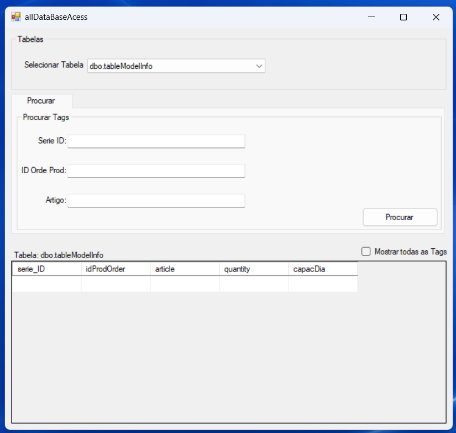 allDataBaseAcess
Tabelas
Selecionar Tabela dbo.tableModelInfo
Procurar
Procurar Tags
Serie ID:
ID Orde Prod:
Artigo:
Procurar
Mostrar todas as Tags
Tabela: dbo.tableModelInfo
serie_ID idProdOrder article quantity capacDia